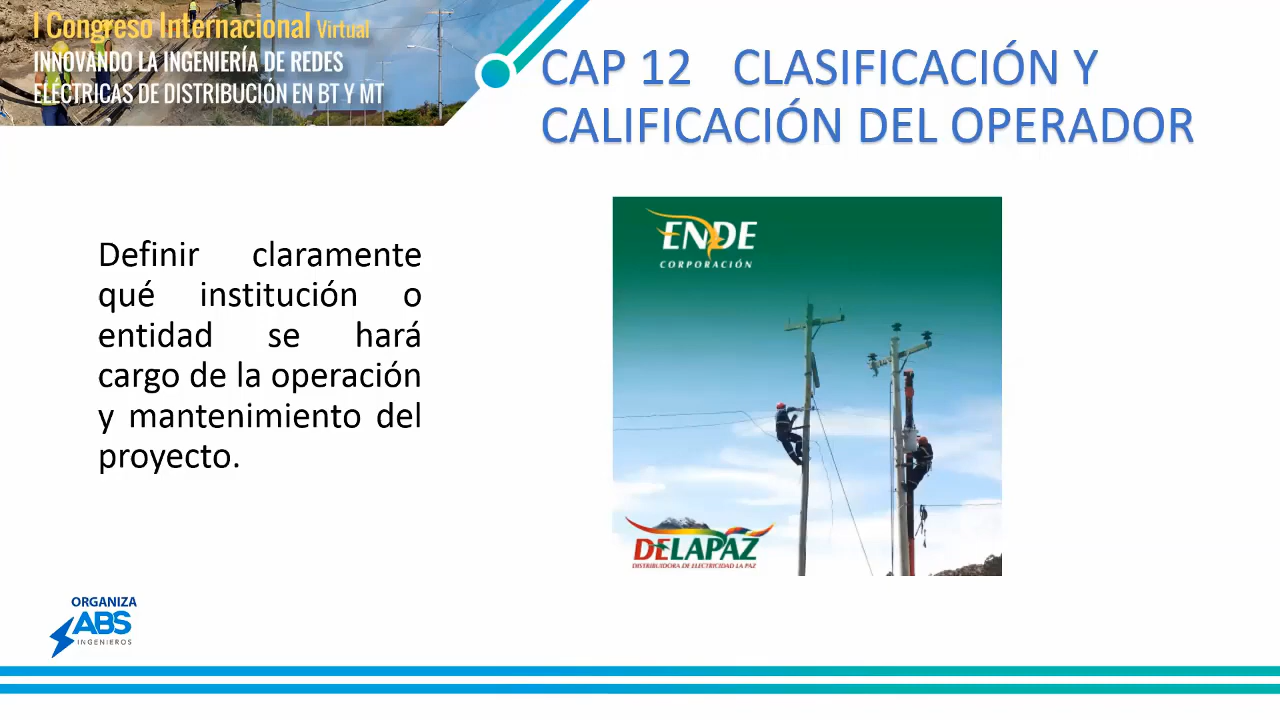 I Congreso Internacional Virtual
INNOVANDO LA INGENIERÍA DE REDES
ELÉCTRICAS DE DISTRIBUCIÓN EN BT Y MT
CAP 12 CLASIFICACIÓN Y
CALIFICACIÓN DEL OPERADOR
Definir claramente
qué institución o
entidad se hará
cargo de la operación
y mantenimiento del
proyecto.
ENDE
CORPORACIÓN
DELAPAZ
DISTRIBUIDORA DE ELECTRICIDAD LA PAZ
ORGANIZA
ABS
INGENIEROS